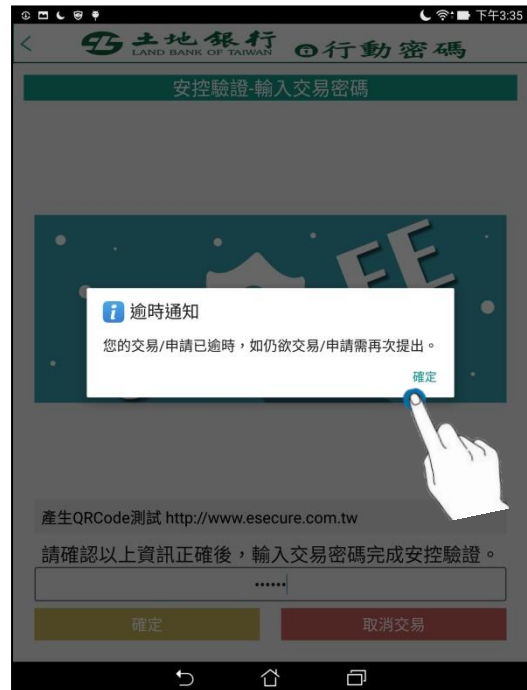 下午3:35
土地銀行
LAND BANK OF TAIWAN
行動密碼
安控驗證-輸入交易密碼
FE
逾時通知
您的交易/申請已逾時,如仍欲交易/申請需再次提出。
確定
產生QRCode測試 http://www.esecure.com.tw
請確認以上資訊正確後,輸入交易密碼完成安控驗證。
••••••
確定
取消交易